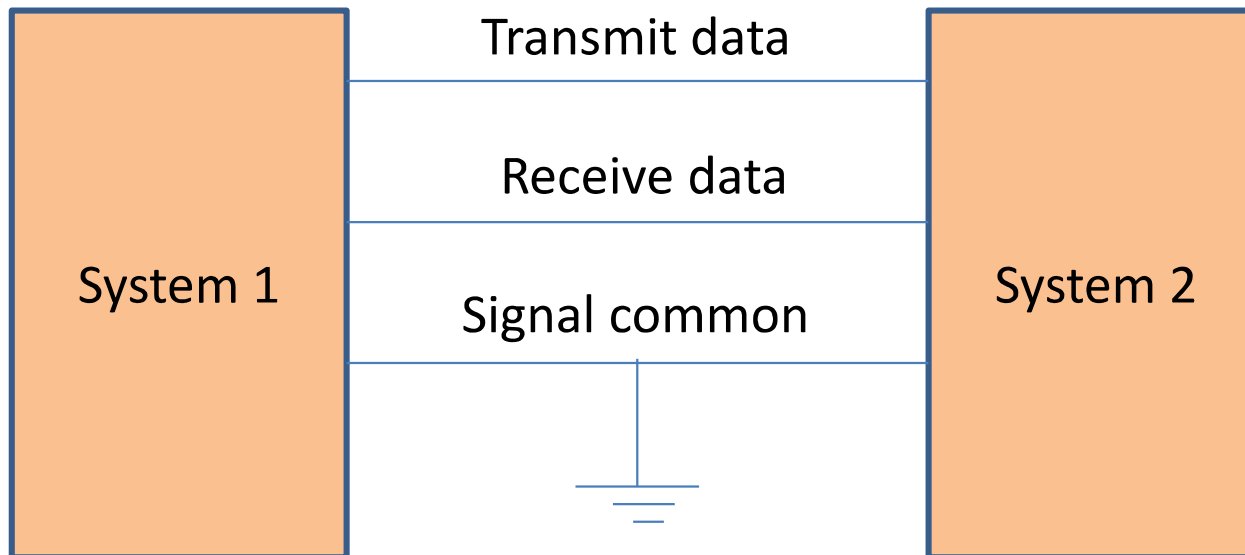 Transmit data
Receive data
System 1
System 2
Signal common